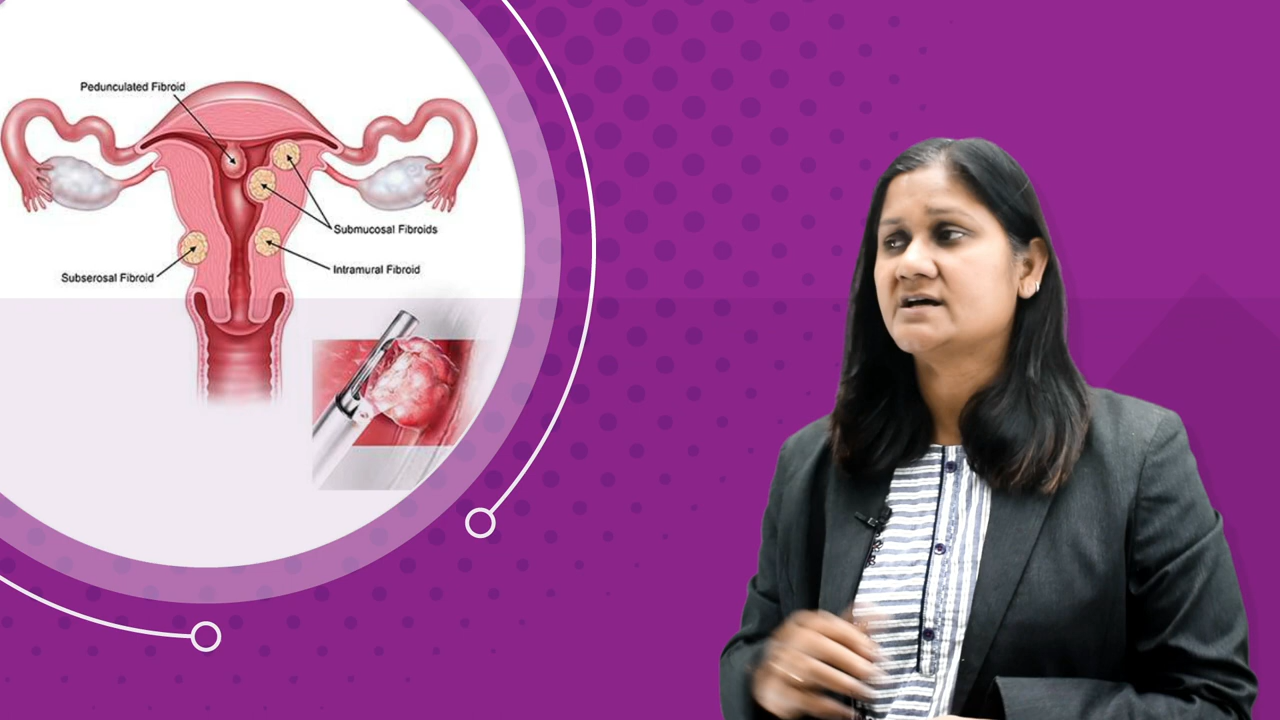 Pedunculated Fibroid
Submucosal Fibroids
Intramural Fibroid
Subserosal Fibroid